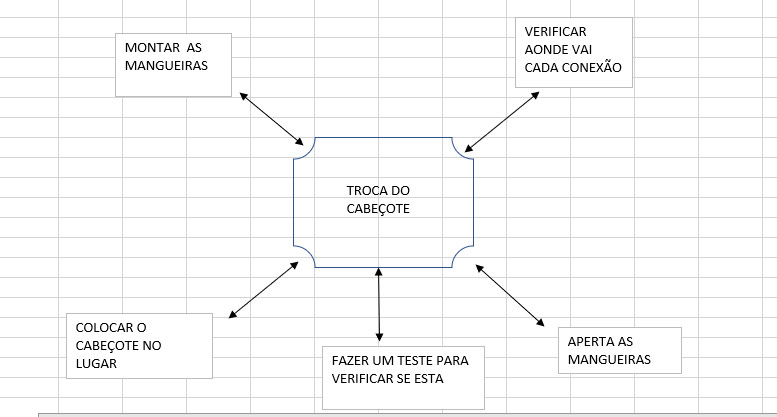 MONTAR AS
MANGUEIRAS
VERIFICAR
AONDE VAI
CADA CONEXÃO
TROCA DO
CABEÇOTE
COLOCAR O
CABEÇOTE NO
LUGAR
FAZER UM TESTE PARA
VERIFICAR SE ESTA
APERTA AS
MANGUEIRAS